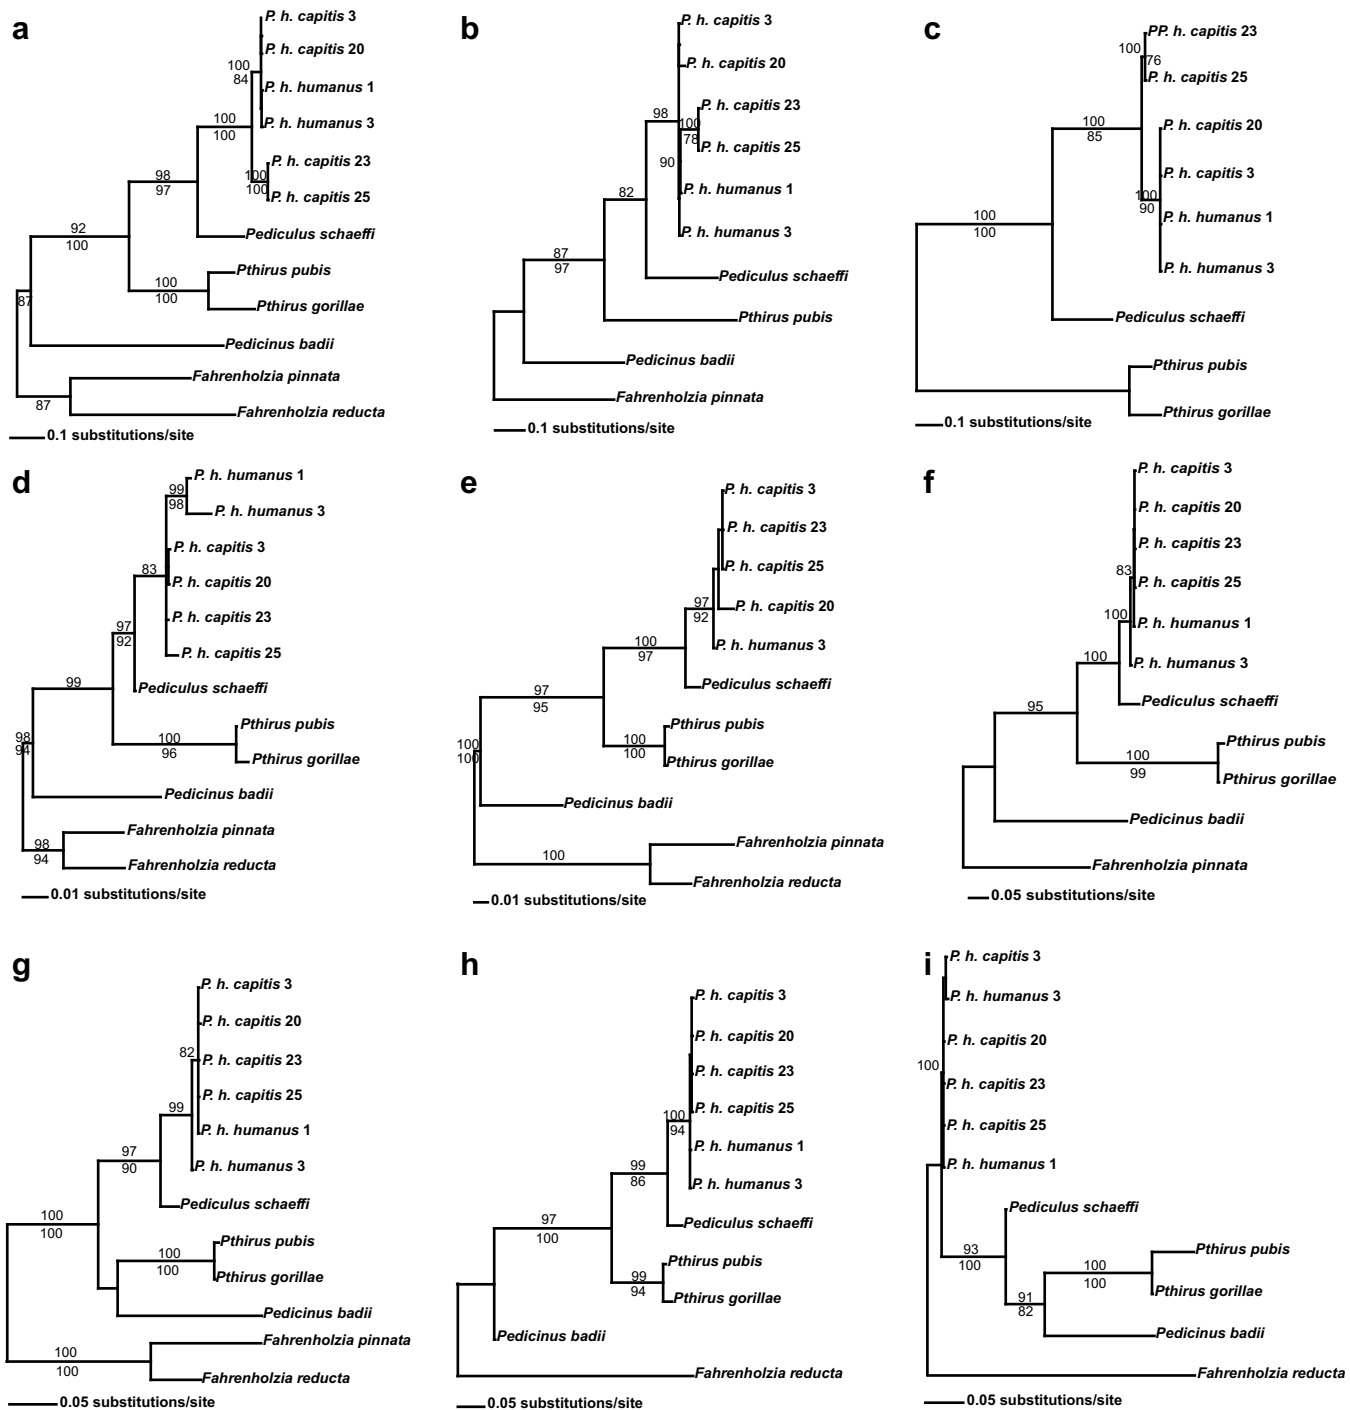 a
P. h. capitis 3
P. h. capitis 20
100
84
P. h. humanus 1
100
P. h. humanus 3
100
P. h. capitis 23
98
100
97
100
P. h. capitis 25
92
Pediculus schaeffi
100
Pthirus pubis
100
87
100
Pthirus gorillae
Pedicinus badii
Fahrenholzia pinnata
87
Fahrenholzia reducta
0.1 substitutions/site
b
P. h. capitis 3
P. h. capitis 20
P. h. capitis 23
98
100
78
P. h. capitis 25
90
P. h. humanus 1
82
P. h. humanus 3
87
97
Pediculus schaeffi
Pthirus pubis
Pedicinus badii
Fahrenholzia pinnata
0.1 substitutions/site
c
PP. h. capitis 23
100
76
P. h. capitis 25
100
P. h. capitis 20
85
P. h. capitis 3
100
90
P. h. humanus 1
100
100
P. h. humanus 3
Pediculus schaeffi
Pthirus pubis
Pthirus gorillae
0.1 substitutions/site
d
P. h. humanus 1
99
98
P. h. humanus 3
P. h. capitis 3
83
P. h. capitis 20
P. h. capitis 23
97
92
P. h. capitis 25
99
Pediculus schaeffi
Pthirus pubis
98
100
94
96
Pthirus gorillae
Pedicinus badii
Fahrenholzia pinnata
98
94
Fahrenholzia reducta
0.01 substitutions/site
e
P. h. capitis 3
P. h. capitis 23
P. h. capitis 25
97
P. h. capitis 20
92
100
P. h. humanus 3
97
97
Pediculus schaeffi
95
Pthirus pubis
100
100
100
100
Pthirus gorillae
Pedicinus badii
Fahrenholzia pinnata
100
Fahrenholzia reducta
0.01 substitutions/site
f
P. h. capitis 3
P. h. capitis 20
P. h. capitis 23
83
P. h. capitis 25
100
P. h. humanus 1
100
P. h. humanus 3
95
Pediculus schaeffi
Pthirus pubis
100
99
Pthirus gorillae
Pedicinus badii
Fahrenholzia pinnata
0.05 substitutions/site
g
P. h. capitis 3
P. h. capitis 20
82
P. h. capitis 23
P. h. capitis 25
99
P. h. humanus 1
97
90
P. h. humanus 3
Pediculus schaeffi
100
100
Pthirus pubis
100
100
Pthirus gorillae
Pedicinus badii
Fahrenholzia pinnata
100
100
Fahrenholzia reducta
0.05 substitutions/site
h
P. h. capitis 3
P. h. capitis 20
P. h. capitis 23
P. h. capitis 25
100
94
P. h. humanus 1
99
86
P. h. humanus 3
97
Pediculus schaeffi
100
Pthirus pubis
99
94
Pthirus gorillae
Pedicinus badii
Fahrenholzia reducta
0.05 substitutions/site
i
P. h. capitis 3
P. h. humanus 3
P. h. capitis 20
100
P. h. capitis 23
P. h. capitis 25
P. h. humanus 1
Pediculus schaeffi
93
Pthirus pubis
100
100
100
Pthirus gorillae
91
82
Pedicinus badii
Fahrenholzia reducta
0.05 substitutions/site